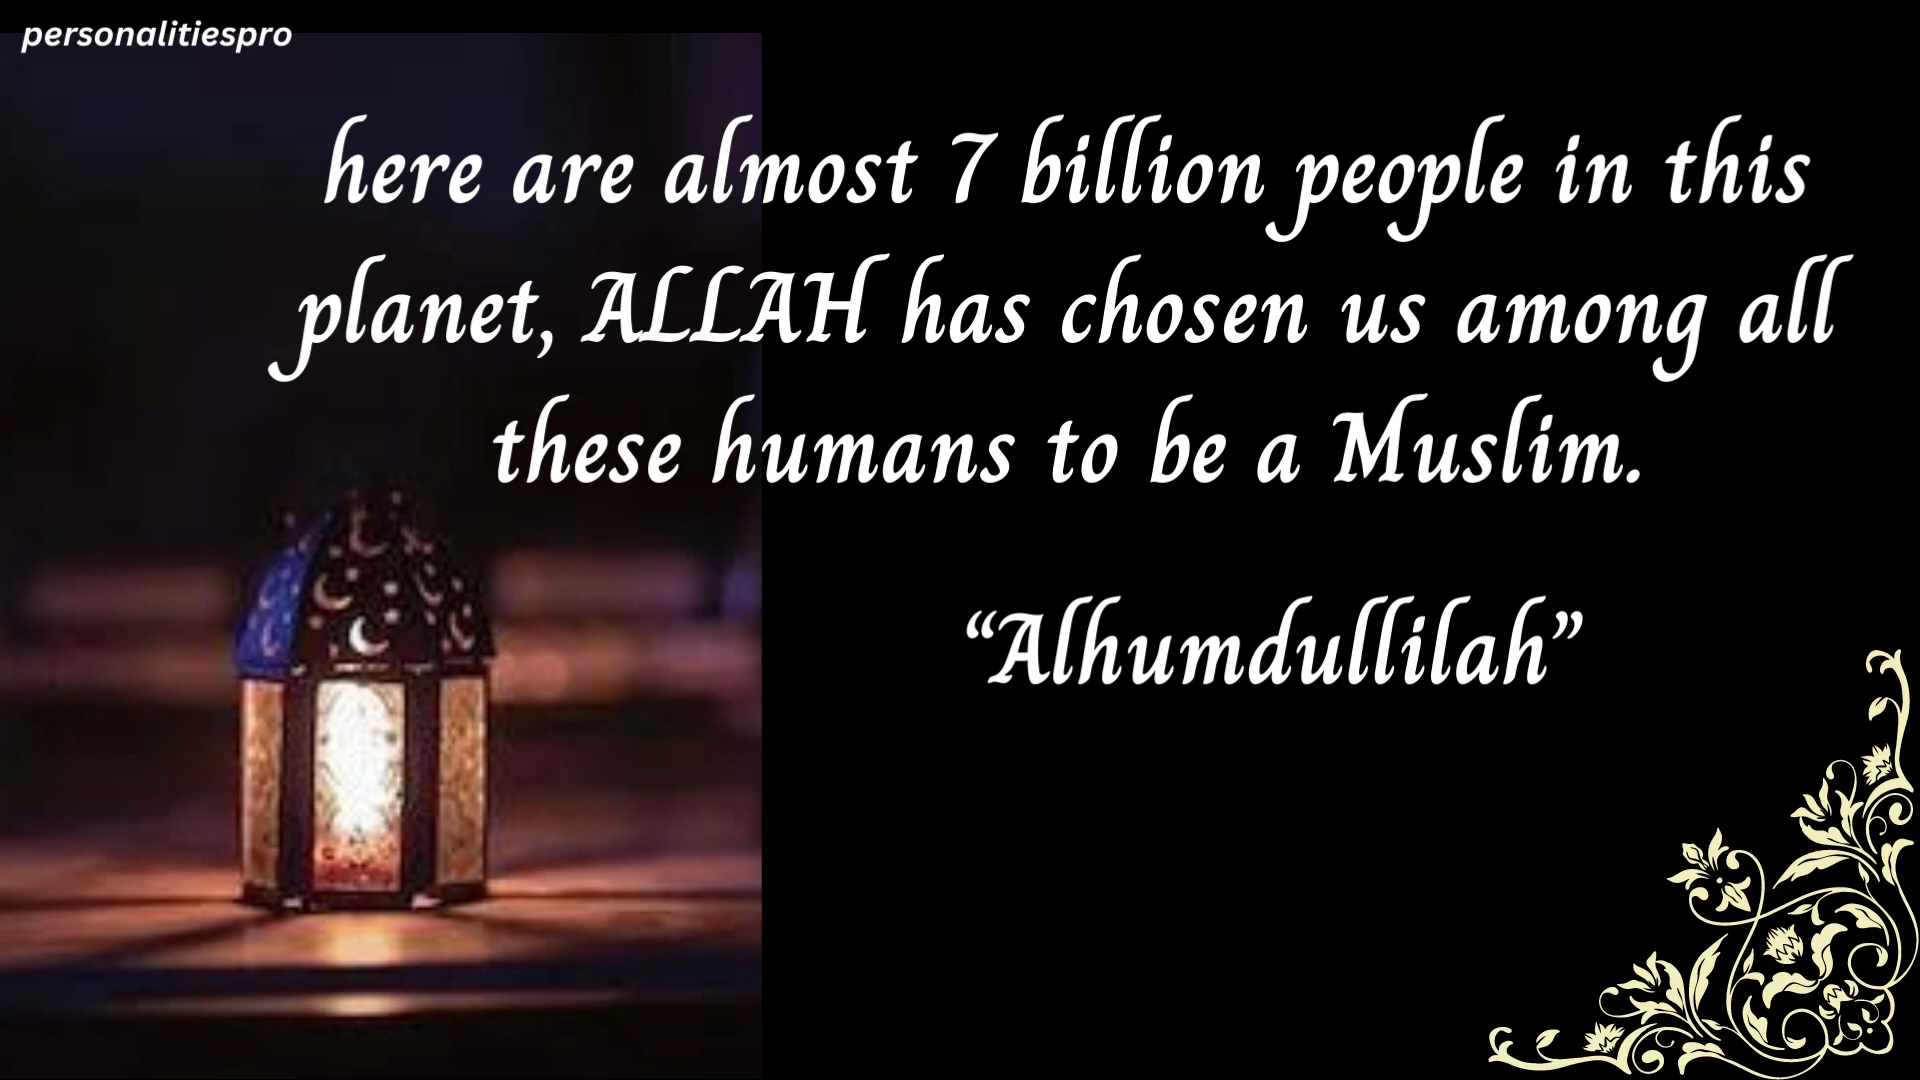 personalitiespro
here are almost 7 billion people in this
planet, ALLAH has chosen us among all
these humans to be a Muslim.
“Alhumdullilah”